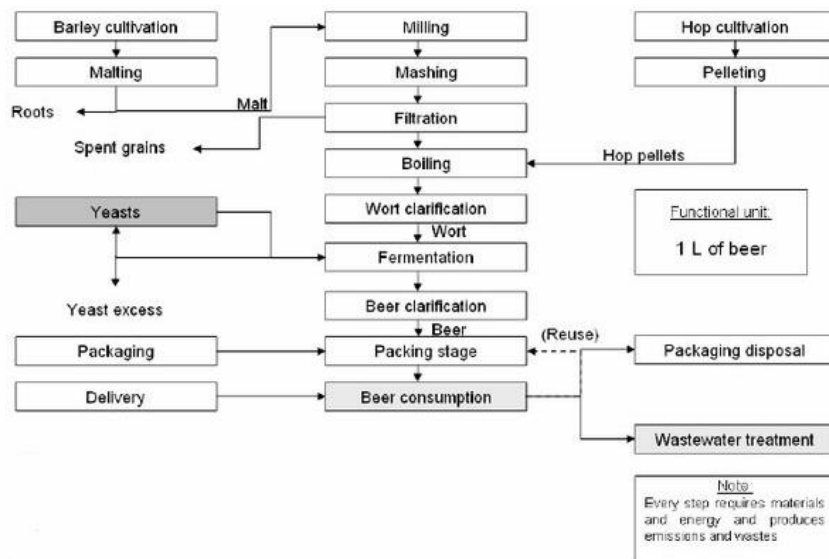 Barley cultivation
Milling
Hop cultivation
Malting
Mashing
Pelleting
Roots
Malt
Filtration
Spent grains
Boiling
Hop pellets
Yeasts
Wort clarification
Functional unit:
Wort
1 L of beer
Fermentation
Yeast excess
Beer clarification
Beer
(Reuse)
Packaging
Packing stage
Packaging disposal
Delivery
Beer consumption
Wastewater treatment
Note:
Every step requires materials
and energy and produces
emissions and wastes